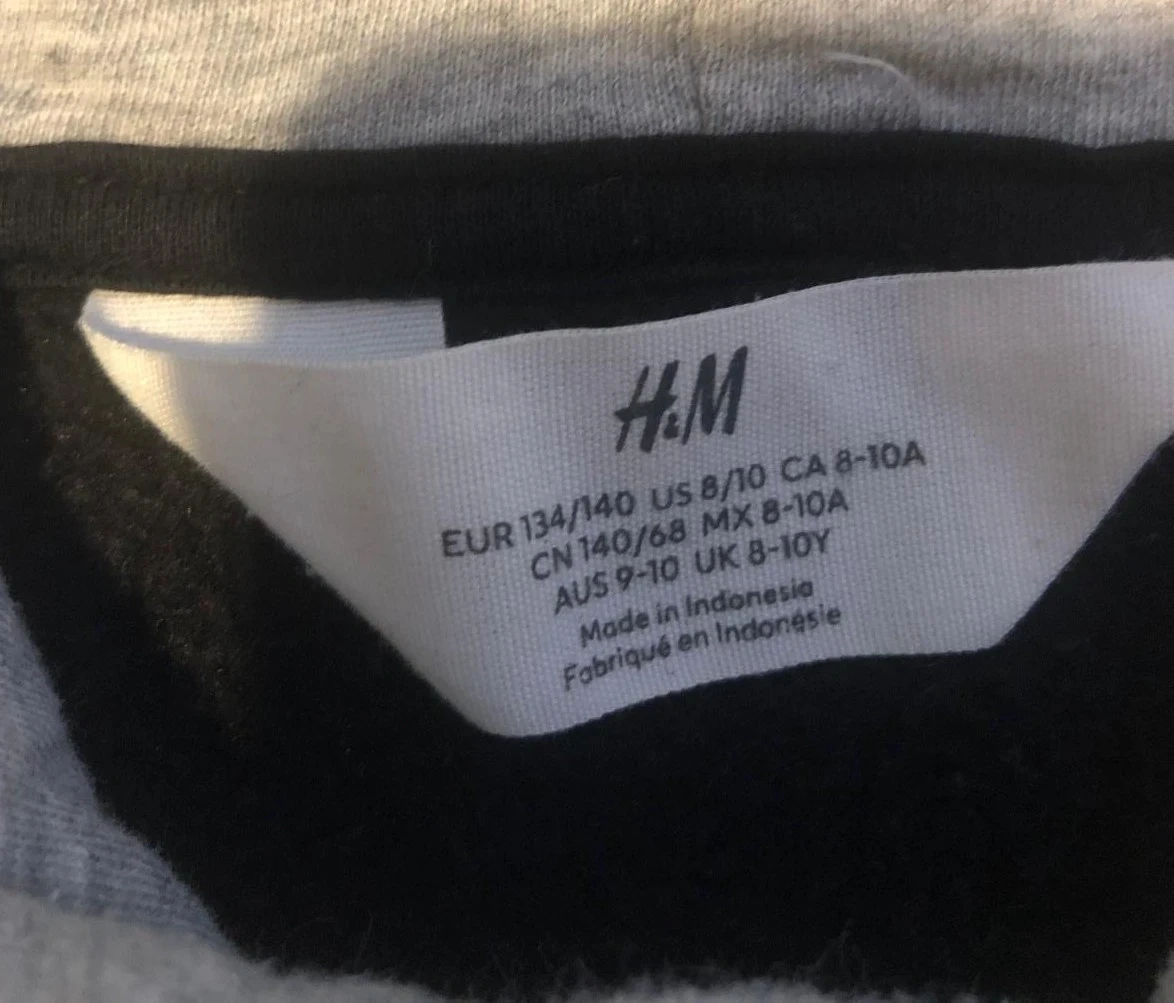 H&M
EUR 134/140 US 8/10 CA 8-10A
CN 140/68 MX 8-10A
AUS 9-10 UK 8-10Y
Made in Indonesia
Fabriqué en Indonésie